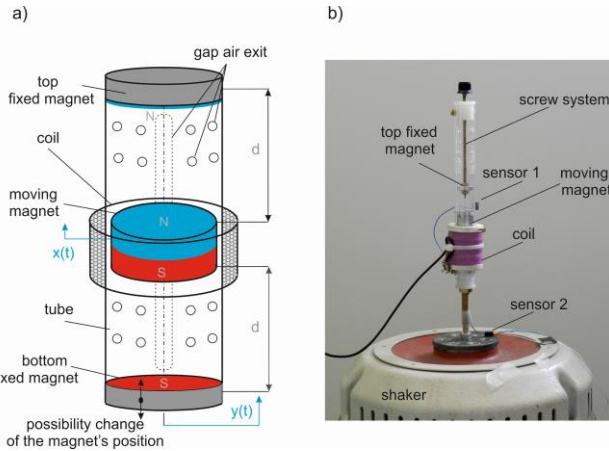 a)
gap air exit
top
fixed magnet
N
coil
d
moving
magnet
N
x(t)
S
tube
d
bottom
xed magnet
S
possibility change
of the magnet's position
y(t)
b)
screw system
top fixed
magnet
sensor 1
moving
magnet
coil
sensor 2
shaker